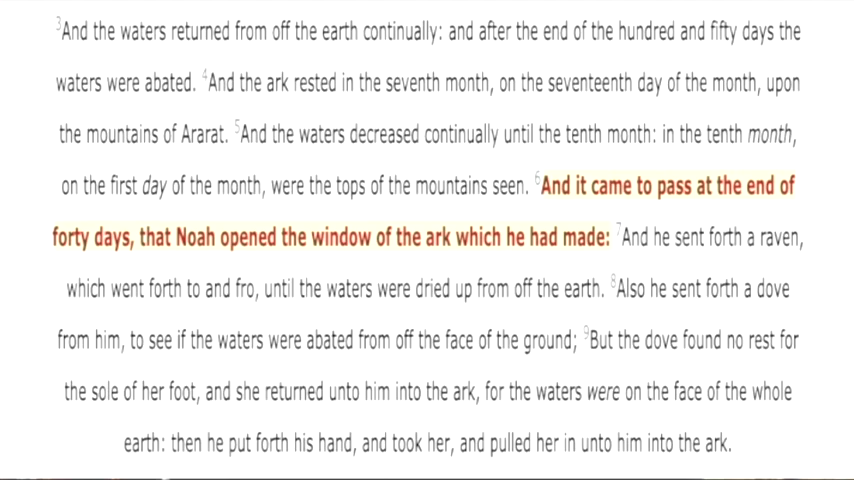 ³And the waters returned from off the earth continually: and after the end of the hundred and fifty days the
waters were abated. ⁴And the ark rested in the seventh month, on the seventeenth day of the month, upon
the mountains of Ararat. ⁵And the waters decreased continually until the tenth month: in the tenth month,
on the first day of the month, were the tops of the mountains seen. ⁶And it came to pass at the end of
forty days, that Noah opened the window of the ark which he had made: ⁷And he sent forth a raven,
which went forth to and fro, until the waters were dried up from off the earth. ⁸Also he sent forth a dove
from him, to see if the waters were abated from off the face of the ground; ⁹But the dove found no rest for
the sole of her foot, and she returned unto him into the ark, for the waters were on the face of the whole
earth: then he put forth his hand, and took her, and pulled her in unto him into the ark.